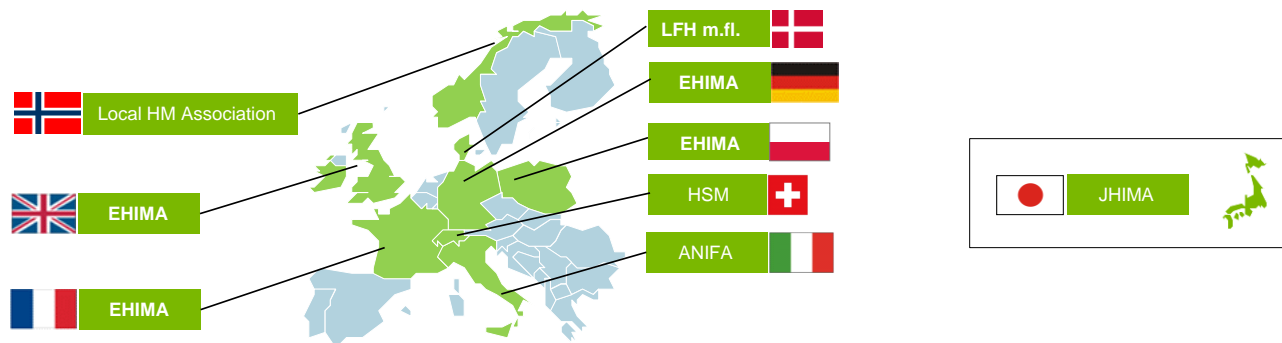 LFH m.fl.
EHIMA
Local HM Association
EHIMA
HSM
JHIMA
EHIMA
ANIFA
EHIMA